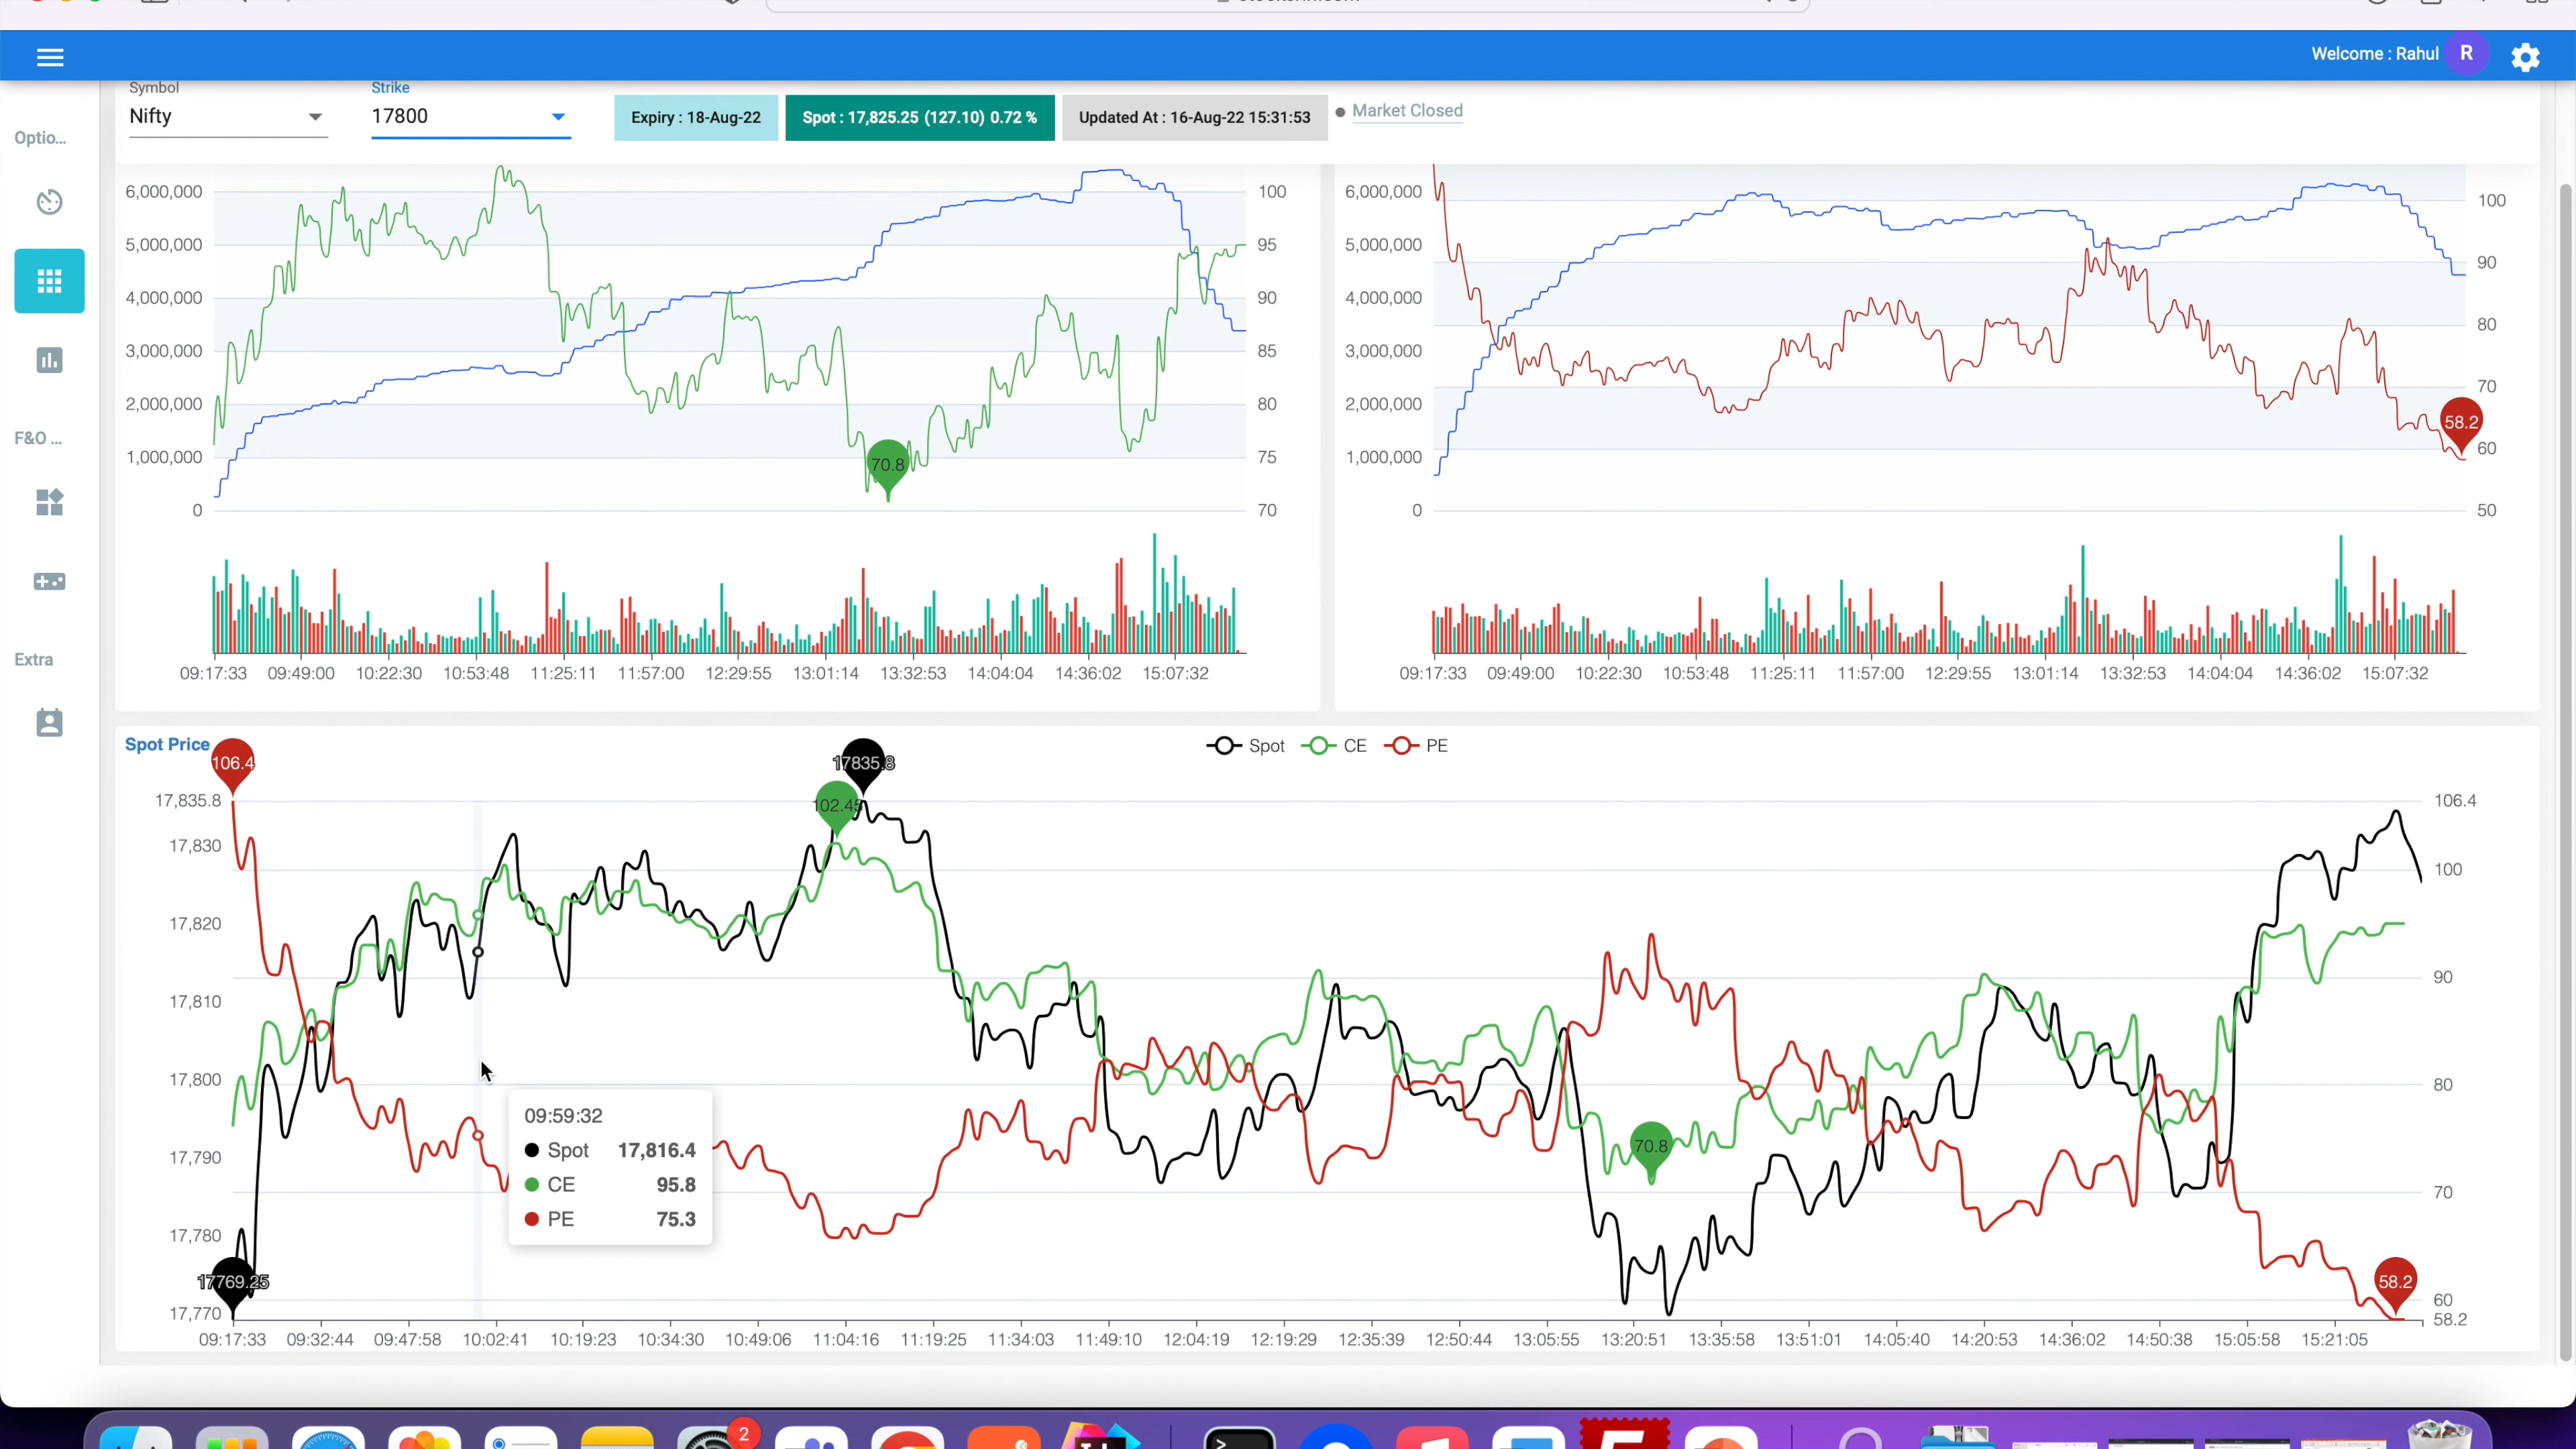 Welcome : Rahul R
Symbol
Nifty
Strike
17800
Expiry : 18-Aug-22
Spot : 17,825.25 (127.10) 0.72 %
Updated At : 16-Aug-22 15:31:53
Market Closed
Optio...
F&O ...
Extra
6,000,000
5,000,000
4,000,000
3,000,000
2,000,000
1,000,000
0
100
95
90
85
80
75
70
70.8
09:17:33 09:49:00 10:22:30 10:53:48 11:25:11 11:57:00 12:29:55 13:01:14 13:32:53 14:04:04 14:36:02 15:07:32
6,000,000
5,000,000
4,000,000
3,000,000
2,000,000
1,000,000
0
100
90
80
70
60
50
58.2
09:17:33 09:49:00 10:22:30 10:53:48 11:25:11 11:57:00 12:29:55 13:01:14 13:32:53 14:04:04 14:36:02 15:07:32
Spot Price
Spot CE PE
106.4
17835.8
102.45
17,835.8
17,830
17,820
17,810
17,800
17,790
17,780
17,770
17769.25
70.8
58.2
106.4
100
90
80
70
60
58.2
09:59:32
Spot 17,816.4
CE 95.8
PE 75.3
09:17:33 09:32:44 09:47:58 10:02:41 10:19:23 10:34:30 10:49:06 11:04:16 11:19:25 11:34:03 11:49:10 12:04:19 12:19:29 12:35:39 12:50:44 13:05:55 13:20:51 13:35:58 13:51:01 14:05:40 14:20:53 14:36:02 14:50:38 15:05:58 15:21:05
2